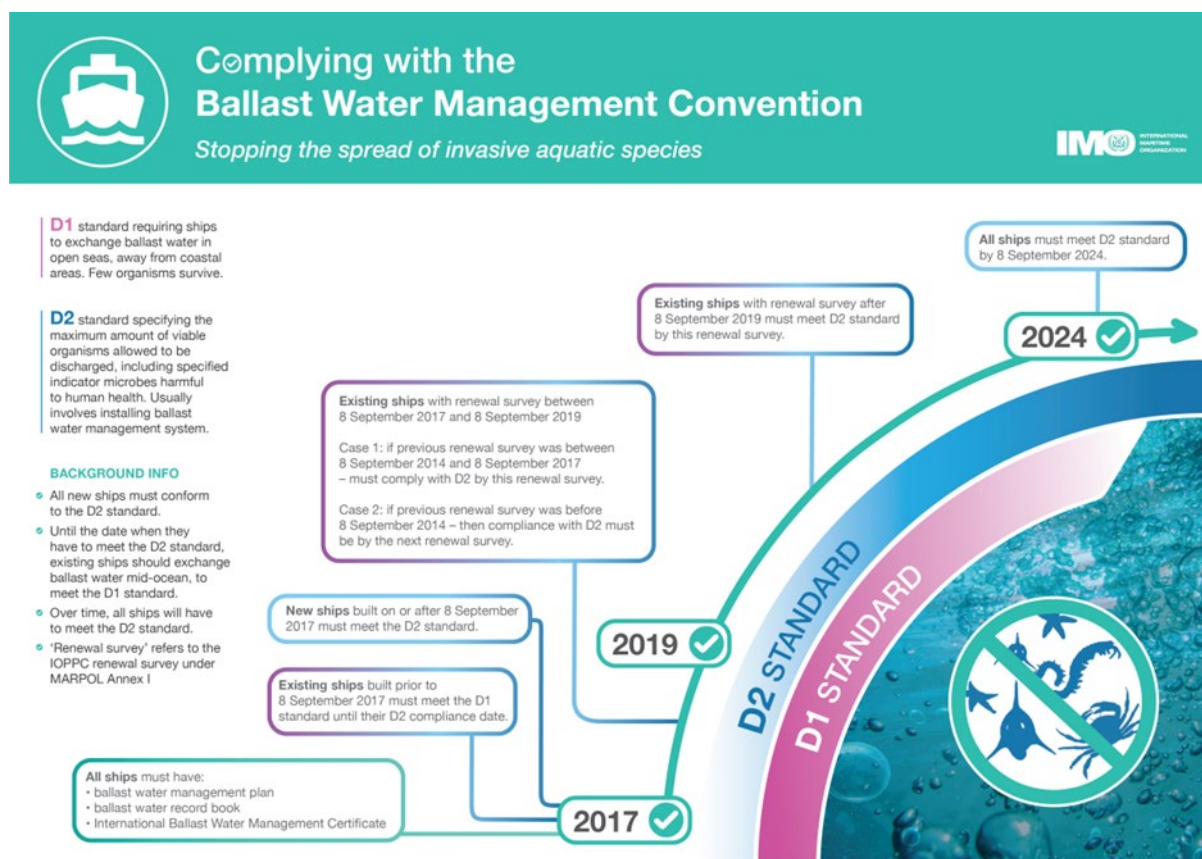 Complying with the
Ballast Water Management Convention
Stopping the spread of invasive aquatic species
IMO
INTERNATIONAL
MARITIME
ORGANIZATION
D1 standard requiring ships
to exchange ballast water in
open seas, away from coastal
areas. Few organisms survive.
D2 standard specifying the
maximum amount of viable
organisms allowed to be
discharged, including specified
indicator microbes harmful
to human health. Usually
involves installing ballast
water management system.
BACKGROUND INFO
All new ships must conform
to the D2 standard.
Until the date when they
have to meet the D2 standard,
existing ships should exchange
ballast water mid-ocean, to
meet the D1 standard.
Over time, all ships will have
to meet the D2 standard.
‘Renewal survey’ refers to the
IOPPC renewal survey under
MARPOL Annex I
All ships must meet D2 standard
by 8 September 2024.
2024
Existing ships with renewal survey after
8 September 2019 must meet D2 standard
by this renewal survey.
Existing ships with renewal survey between
8 September 2017 and 8 September 2019
Case 1: if previous renewal survey was between
8 September 2014 and 8 September 2017
– must comply with D2 by this renewal survey.
Case 2: if previous renewal survey was before
8 September 2014 – then compliance with D2 must
be by the next renewal survey.
2019
New ships built on or after 8 September
2017 must meet the D2 standard.
Existing ships built prior to
8 September 2017 must meet the D1
standard until their D2 compliance date.
All ships must have:
• ballast water management plan
• ballast water record book
• International Ballast Water Management Certificate
2017
D2 STANDARD
D1 STANDARD